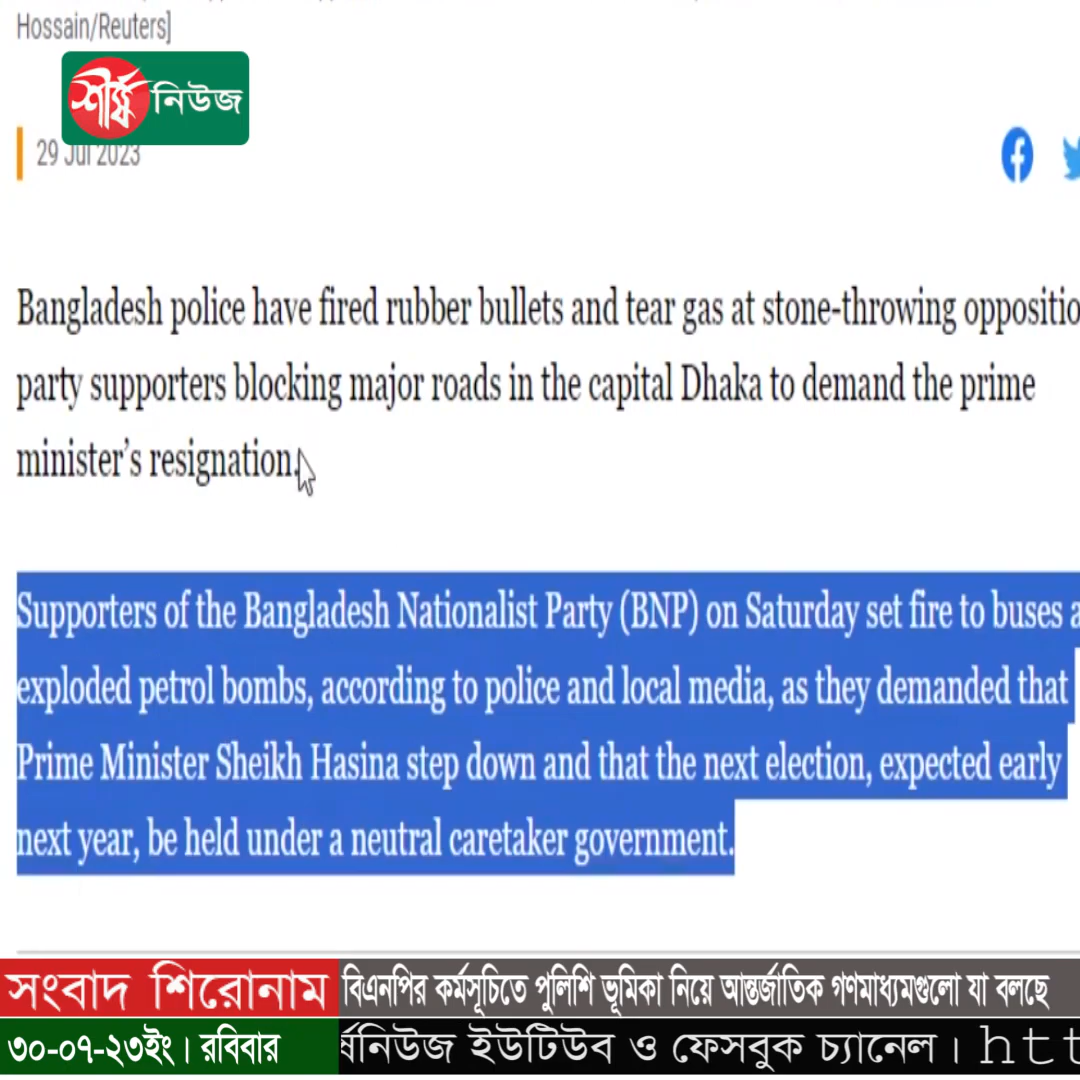 Hossain/Reuters]
শীর্ষ নিউজ
29 Jul 2023
Bangladesh police have fired rubber bullets and tear gas at stone-throwing oppositio
party supporters blocking major roads in the capital Dhaka to demand the prime
minister's resignation.
Supporters of the Bangladesh Nationalist Party (BNP) on Saturday set fire to buses a
exploded petrol bombs, according to police and local media, as they demanded that
Prime Minister Sheikh Hasina step down and that the next election, expected early
next year, be held under a neutral caretaker government.
সংবাদ শিরোনাম
বিএনপির কর্মসূচিতে পুলিশি ভূমিকা নিয়ে আন্তর্জাতিক গণমাধ্যমগুলো যা বলছে
৩০-০৭-২৩ইং। রবিবার
র্ষনিউজ ইউটিউব ও ফেসবুক চ্যানেল। htt